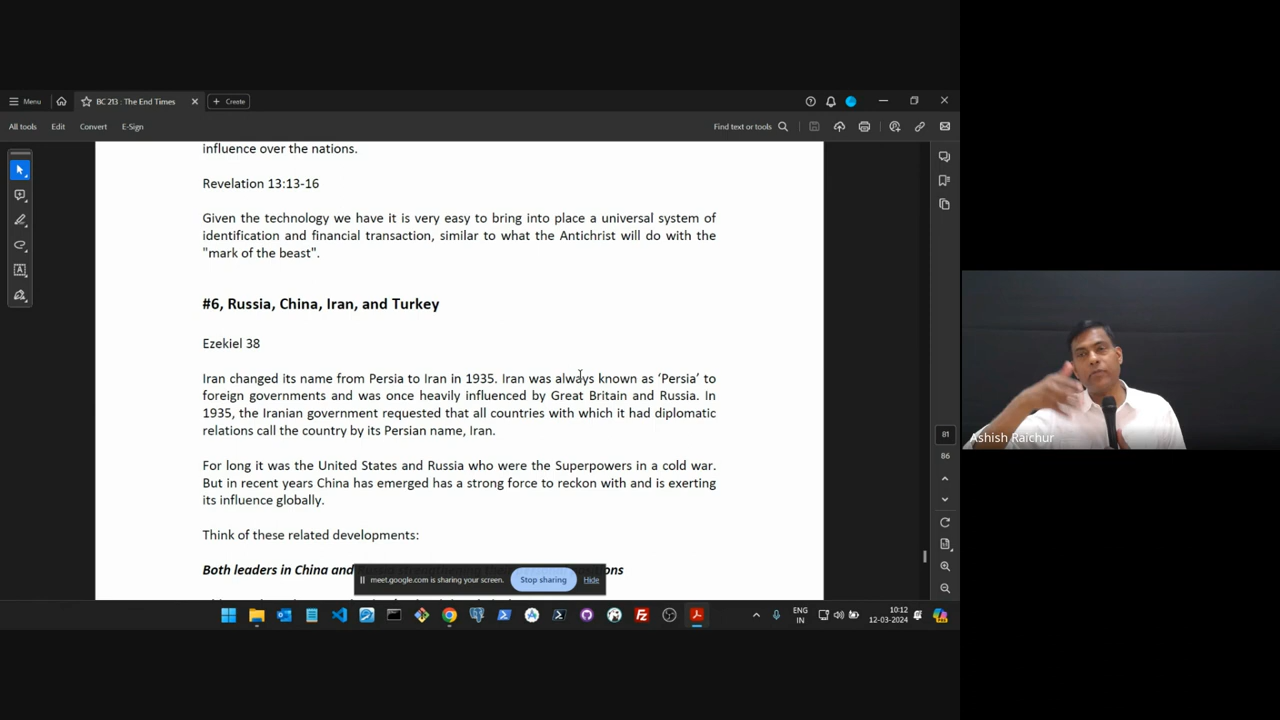 Menu
BC 213 : The End Times
Create
All tools
Edit
Convert
E-Sign
Find text or tools
influence over the nations.
Revelation 13:13-16
Given the technology we have it is very easy to bring into place a universal system of
identification and financial transaction, similar to what the Antichrist will do with the
"mark of the beast".
#6, Russia, China, Iran, and Turkey
Ezekiel 38
Iran changed its name from Persia to Iran in 1935. Iran was always known as ‘Persia’ to
foreign governments and was once heavily influenced by Great Britain and Russia. In
1935, the Iranian government requested that all countries with which it had diplomatic
relations call the country by its Persian name, Iran.
For long it was the United States and Russia who were the Superpowers in a cold war.
But in recent years China has emerged has a strong force to reckon with and is exerting
its influence globally.
Think of these related developments:
Both leaders in China and
meet.google.com is sharing your screen.
Stop sharing
Hide
81
86
Ashish Raichur
ENG
IN
10:12
12-03-2024